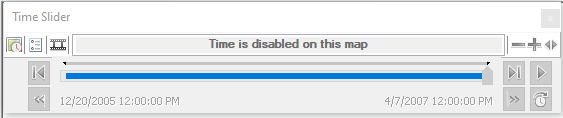 Time Slider
Time is disabled on this map
12/20/2005 12:00:00 PM 4/7/2007 12:00:00 PM